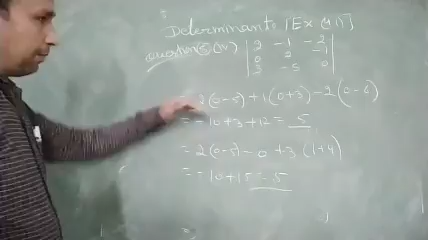 Determinants [Ex 4.1]
Question 5 (iv) | 2 -1 -2 |
| 0 2 -1 |
| 3 -5 0 |
= 2(0-5)+1(0+3)-2(0-6)
= -10+3+12= 5
= 2(0-5)-0+3(1+4)
= -10+15=5